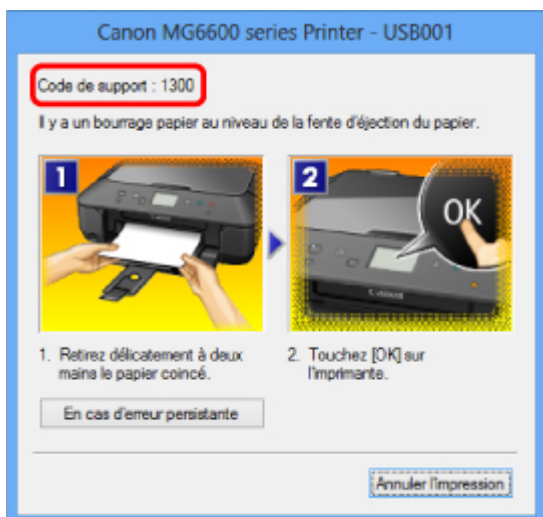 Canon MG6600 series Printer - USB001
Code de support : 1300
Il y a un bourrage papier au niveau de la fente d'éjection du papier.
1
2
OK
Canon
1. Retirez délicatement à deux
mains le papier coincé.
2. Touchez [OK] sur
l'imprimante.
En cas d'erreur persistante
Annuler l'impression